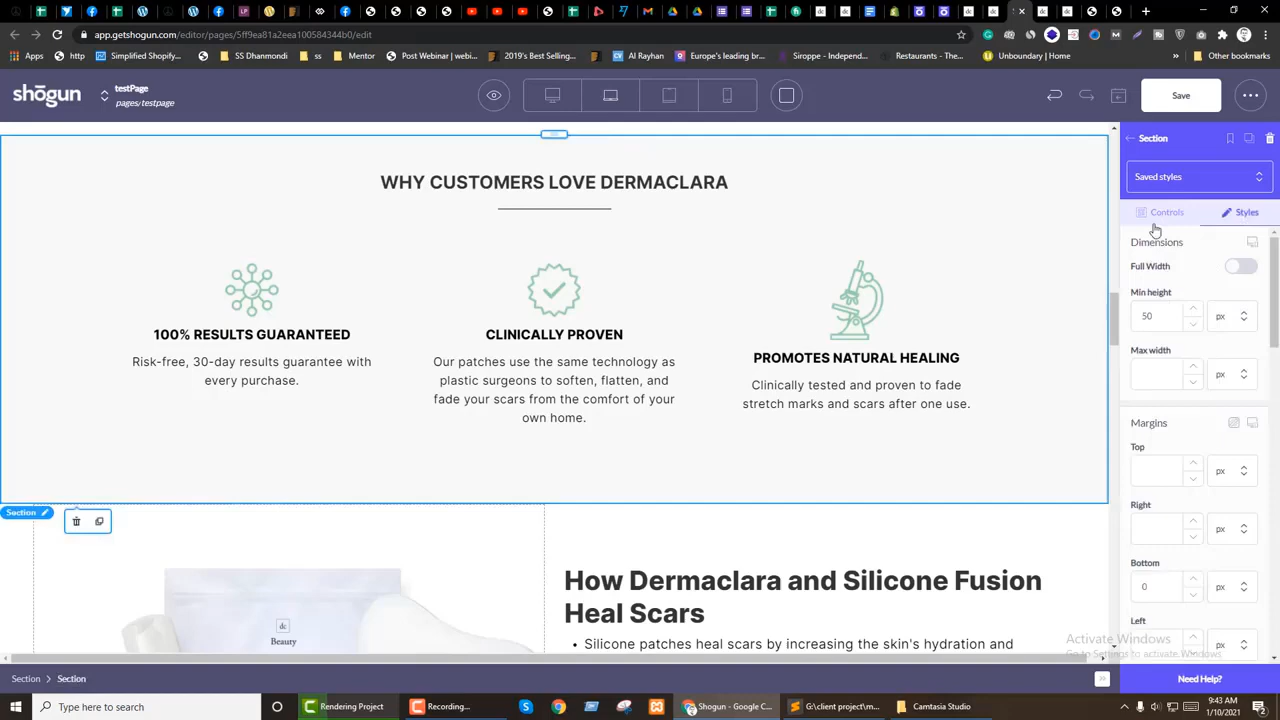 app.getshogun.com/editor/pages/5ff9ea81a2eea100584344b0/edit
Apps
http
Simplified Shopify...
SS Dhanmondi
ss
Mentor
Post Webinar | webi...
2019's Best Selling...
Al Rayhan
Europe's leading br...
Siroppe - Independ...
Restaurants - The...
Unboundary | Home
»
Other bookmarks
shōgun
testPage
pages/testpage
Save
Section
Saved styles
Controls
Styles
Dimensions
Full Width
Min height
50
px
Max width
px
Margins
Top
px
Right
px
Bottom
0
px
Left
px
WHY CUSTOMERS LOVE DERMACLARA
100% RESULTS GUARANTEED
Risk-free, 30-day results guarantee with
every purchase.
CLINICALLY PROVEN
Our patches use the same technology as
plastic surgeons to soften, flatten, and
fade your scars from the comfort of your
own home.
PROMOTES NATURAL HEALING
Clinically tested and proven to fade
stretch marks and scars after one use.
Section
dc
Beauty
How Dermaclara and Silicone Fusion
Heal Scars
• Silicone patches heal scars by increasing the skin's hydration and
Activate Windows
Go to Settings to activate Windows.
Section > Section
Need Help?
Type here to search
Rendering Project
Recording...
Shogun - Google C...
G:\client project\m...
Camtasia Studio
9:43 AM
1/10/2021